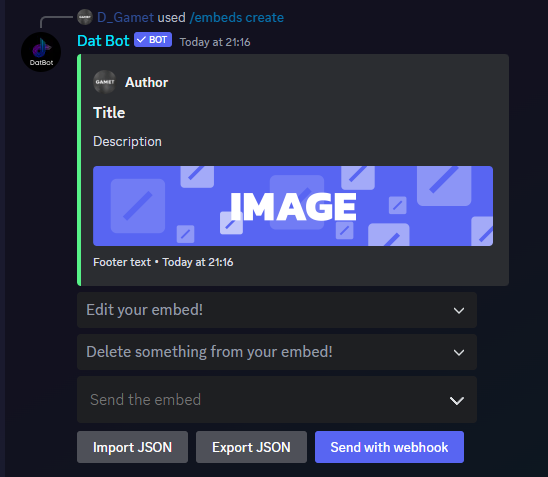 GAMET D_Gamet used /embeds create
DatBot
Dat Bot ✓ BOT Today at 21:16
GAMET Author
Title
Description
IMAGE
Footer text • Today at 21:16
Edit your embed!
Delete something from your embed!
Send the embed
Import JSON Export JSON Send with webhook